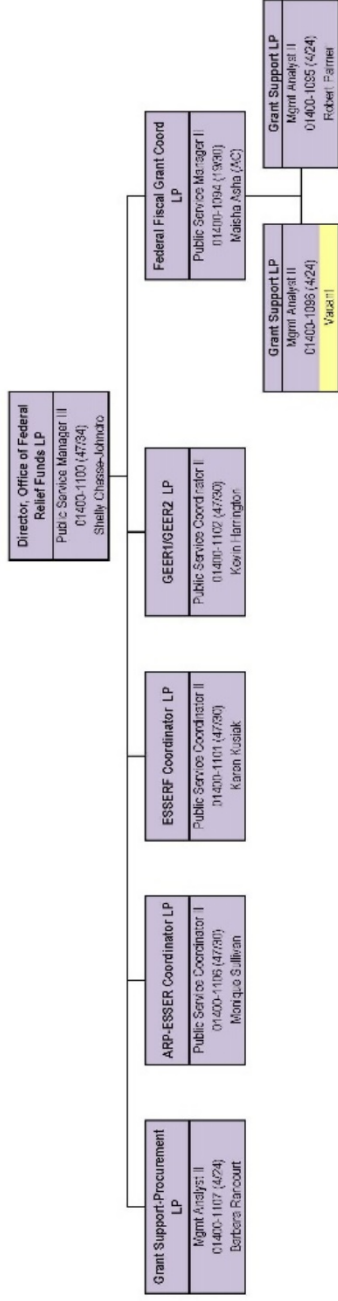 Director, Office of Federal
Relief Funds LP
Public Service Manager III
01400-1100 (47/34)
Shelly Chasse-Johndro
Grant Support-Procurement
LP
Mgmt Analyst II
01400-1107 (4/24)
Barbara Rancourt
ARP-ESSER Coordinator LP
Public Service Coordinator II
01400-1106 (47/30)
Monique Sullivan
ESSERF Coordinator LP
Public Service Coordinator II
01400-1101 (47/30)
Karen Kusiak
GEER1/GEER2 LP
Public Service Coordinator II
01400-1102 (47/30)
Kevin Harrington
Federal Fiscal Grant Coord
LP
Public Service Manager II
01400-1094 (19/30)
Maisha Asha (AC)
Grant Support LP
Mgmt Analyst II
01400-1096 (4/24)
Vacant
Grant Support LP
Mgmt Analyst II
01400-1095 (4/24)
Robert Palmer